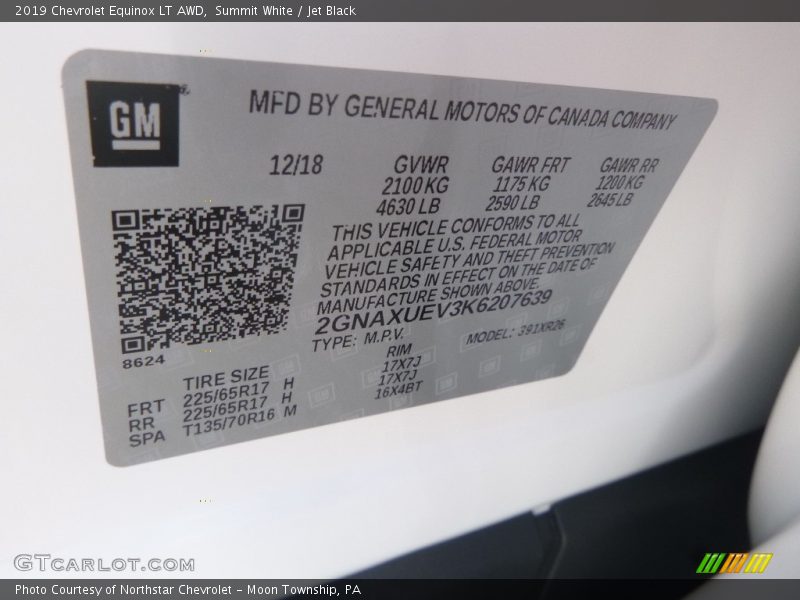 2019 Chevrolet Equinox LT AWD, Summit White / Jet Black
GM
MFD BY GENERAL MOTORS OF CANADA COMPANY
12/18 GVWR GAWR FRT GAWR RR
2100 KG 1175 KG 1200 KG
4630 LB 2590 LB 2645 LB
THIS VEHICLE CONFORMS TO ALL
APPLICABLE U.S. FEDERAL MOTOR
VEHICLE SAFETY AND THEFT PREVENTION
STANDARDS IN EFFECT ON THE DATE OF
MANUFACTURE SHOWN ABOVE.
2GNAXUEV3K6207639
TYPE: M.P.V. MODEL: 391XR26
8624
TIRE SIZE RIM
FRT 225/65R17 H 17X7J
RR 225/65R17 H 17X7J
SPA T135/70R16 M 16X4BT
GTCARLOT.COM
Photo Courtesy of Northstar Chevrolet - Moon Township, PA